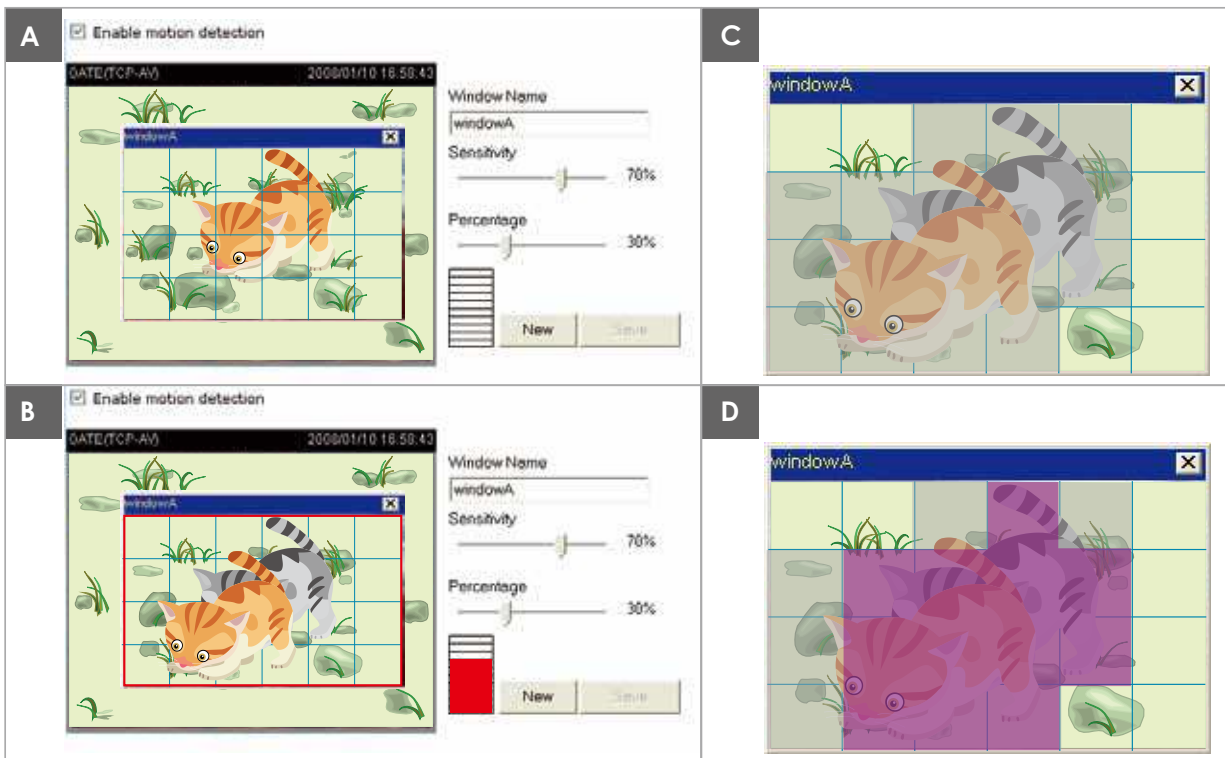 A
Enable motion detection
DATE(TCP-AV) 2008/01/10 16:58:43
windowA
Window Name
windowA
Sensitivity
70%
Percentage
30%
New Save
B
Enable motion detection
DATE(TCP-AV) 2008/01/10 16:58:43
windowA
Window Name
windowA
Sensitivity
70%
Percentage
30%
New Save
C
windowA
D
windowA